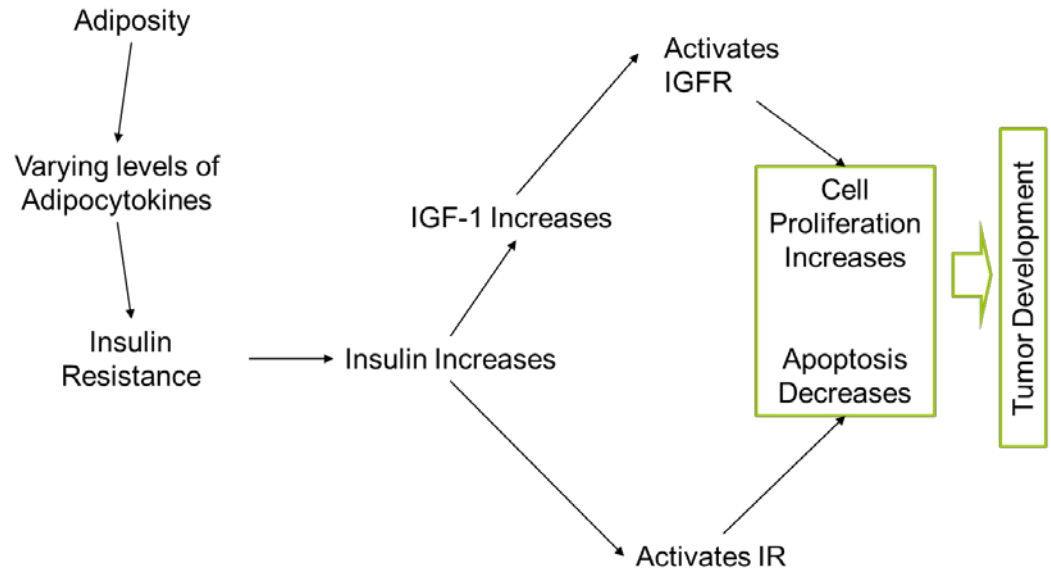 Adiposity
Varying levels of
Adipocytokines
Insulin
Resistance
Insulin Increases
IGF-1 Increases
Activates
IGFR
Activates IR
Cell
Proliferation
Increases
Apoptosis
Decreases
Tumor Development